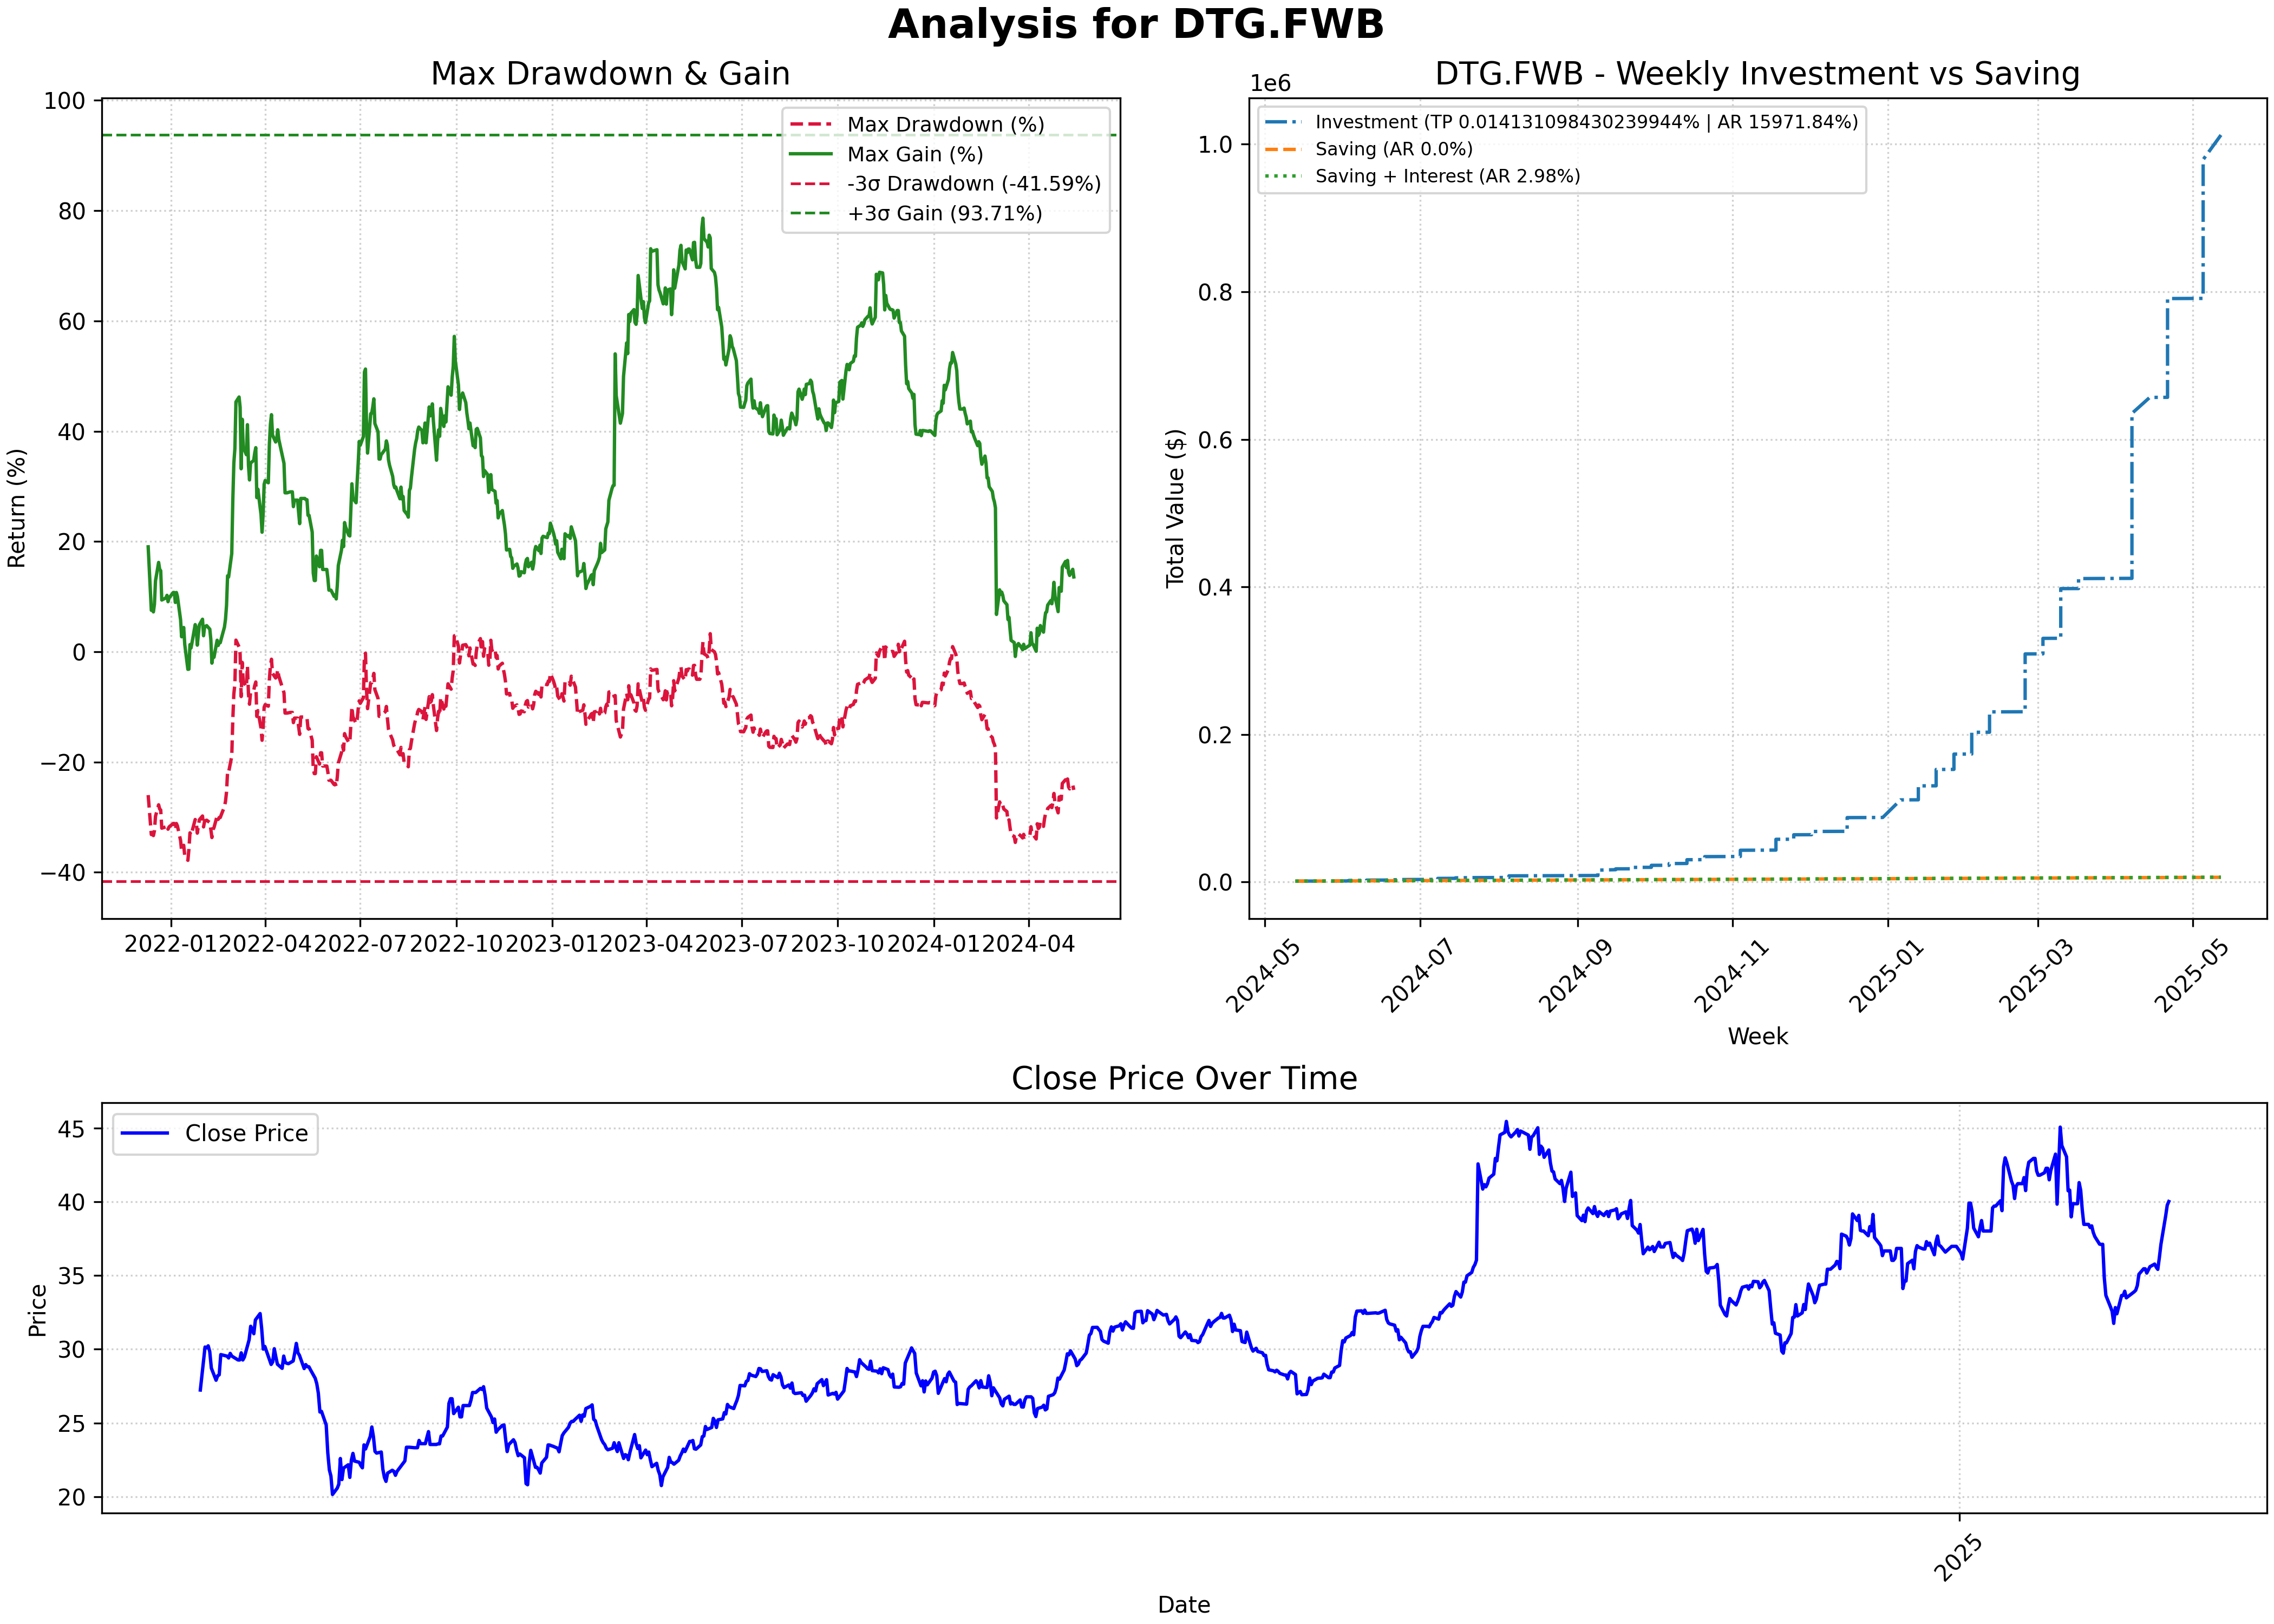 Analysis for DTG.FWB
Max Drawdown & Gain
Return (%)
100
80
60
40
20
0
−20
−40
Max Drawdown (%)
Max Gain (%)
-3σ Drawdown (-41.59%)
+3σ Gain (93.71%)
2022-01
2022-04
2022-07
2022-10
2023-01
2023-04
2023-07
2023-10
2024-01
2024-04
DTG.FWB - Weekly Investment vs Saving
1e6
Total Value ($)
1.0
0.8
0.6
0.4
0.2
0.0
Investment (TP 0.014131098430239944% | AR 15971.84%)
Saving (AR 0.0%)
Saving + Interest (AR 2.98%)
2024-05
2024-07
2024-09
2024-11
2025-01
2025-03
2025-05
Week
Close Price Over Time
Price
45
40
35
30
25
20
Close Price
2025
Date